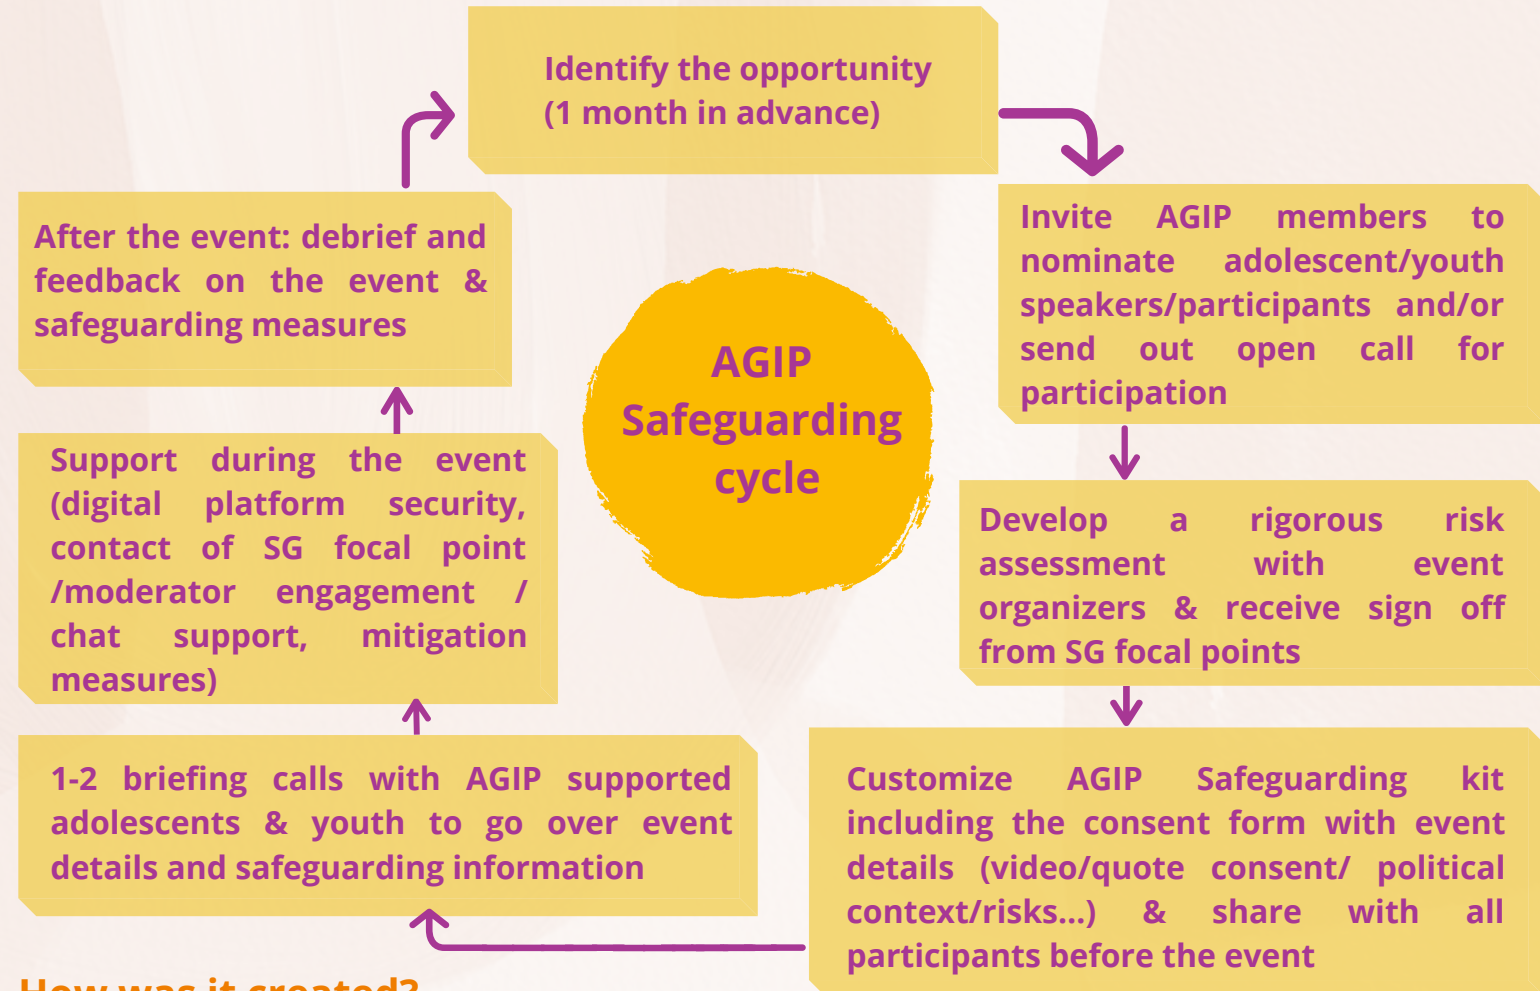 Identify the opportunity
(1 month in advance)
Invite AGIP members to
nominate adolescent/youth
speakers/participants and/or
send out open call for
participation
Develop a rigorous risk
assessment with event
organizers & receive sign off
from SG focal points
Customize AGIP Safeguarding kit
including the consent form with event
details (video/quote consent/ political
context/risks...) & share with all
participants before the event
1-2 briefing calls with AGIP supported
adolescents & youth to go over event
details and safeguarding information
Support during the event
(digital platform security,
contact of SG focal point
/moderator engagement /
chat support, mitigation
measures)
After the event: debrief and
feedback on the event &
safeguarding measures
AGIP
Safeguarding
cycle
How was it created?